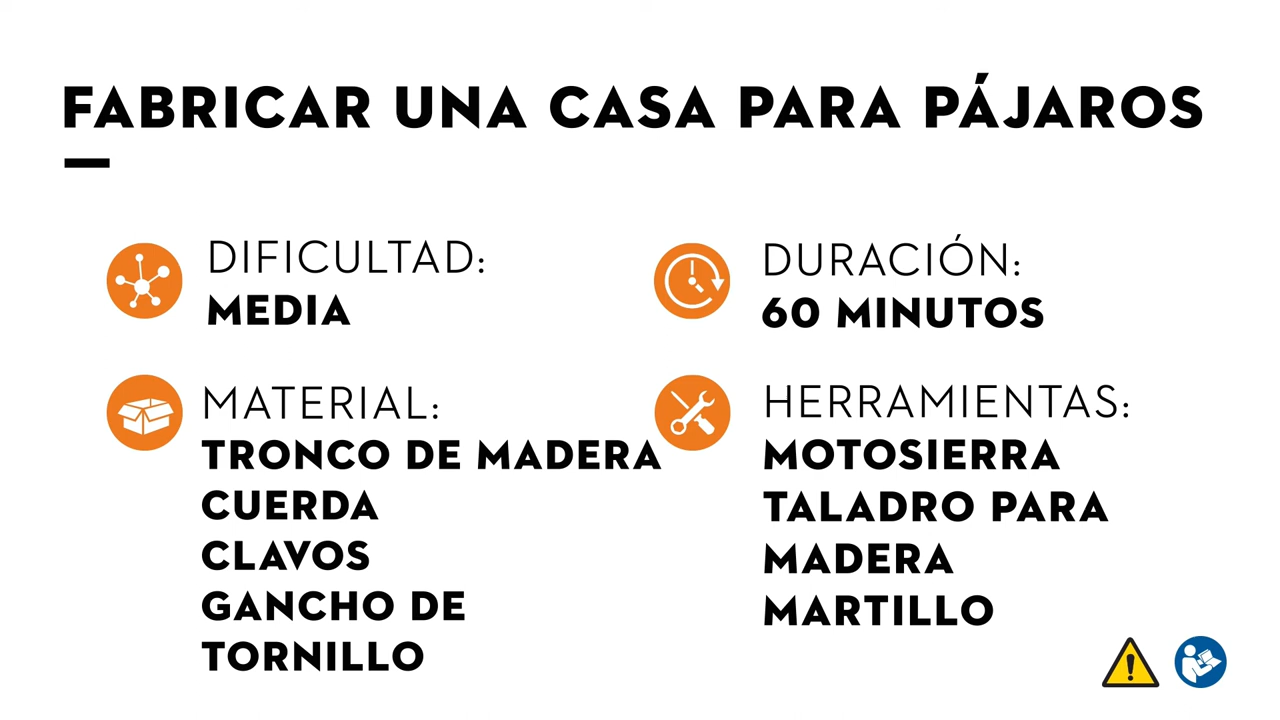 FABRICAR UNA CASA PARA PÁJAROS
DIFICULTAD:
MEDIA
DURACIÓN:
60 MINUTOS
MATERIAL:
TRONCO DE MADERA
CUERDA
CLAVOS
GANCHO DE
TORNILLO
HERRAMIENTAS:
MOTOSIERRA
TALADRO PARA
MADERA
MARTILLO